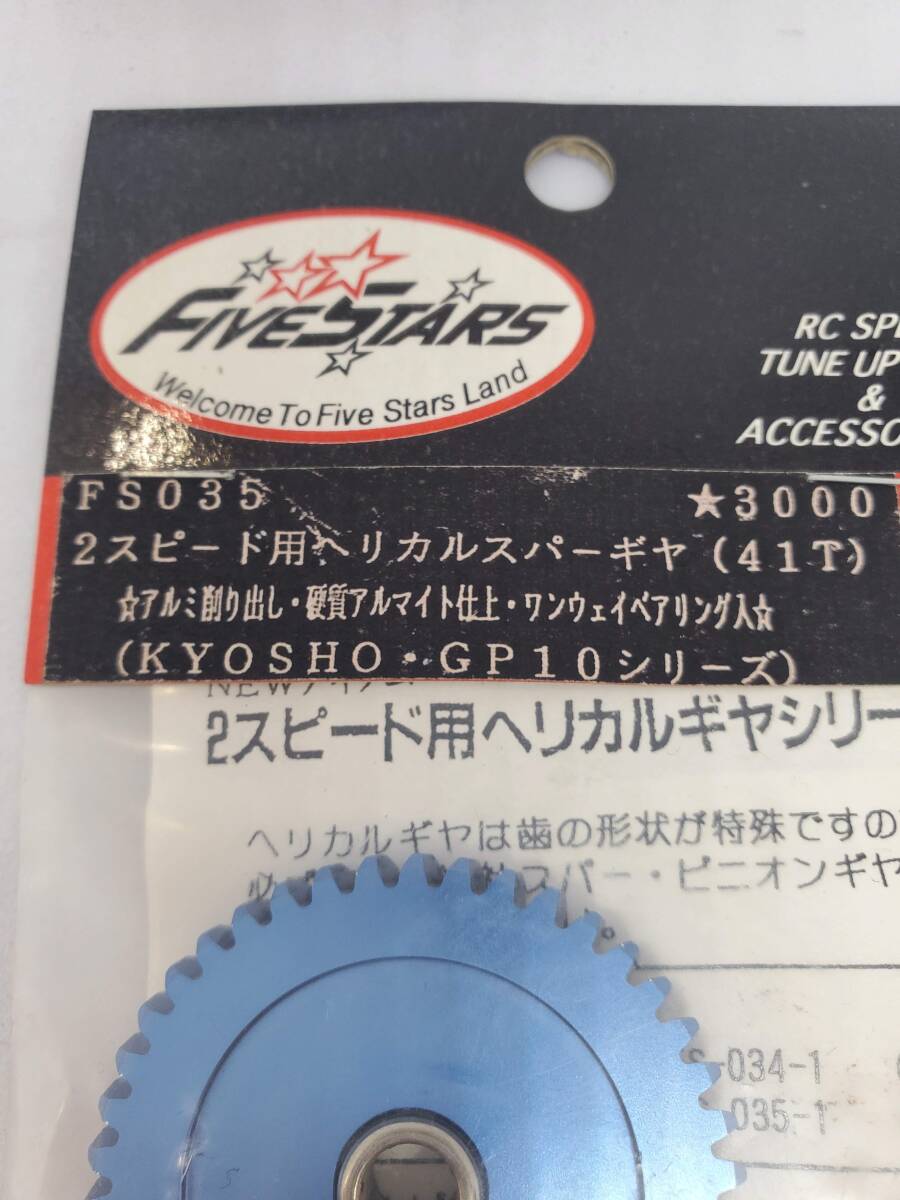 FIVESTARS
Welcome To Five Stars Land
RC SPE
TUNE UP
&
ACCESSO
FS035 ★3000
2スピード用ヘリカルスパーギヤ(41T)
☆アルミ削り出し・硬質アルマイト仕上・ワンウェイベアリング入☆
(KYOSHO・GP10シリーズ)
2スピード用ヘリカルギヤシリー
ヘリカルギヤは歯の形状が特殊ですの
スパー・ピニオンギヤ
-034-1
035-1